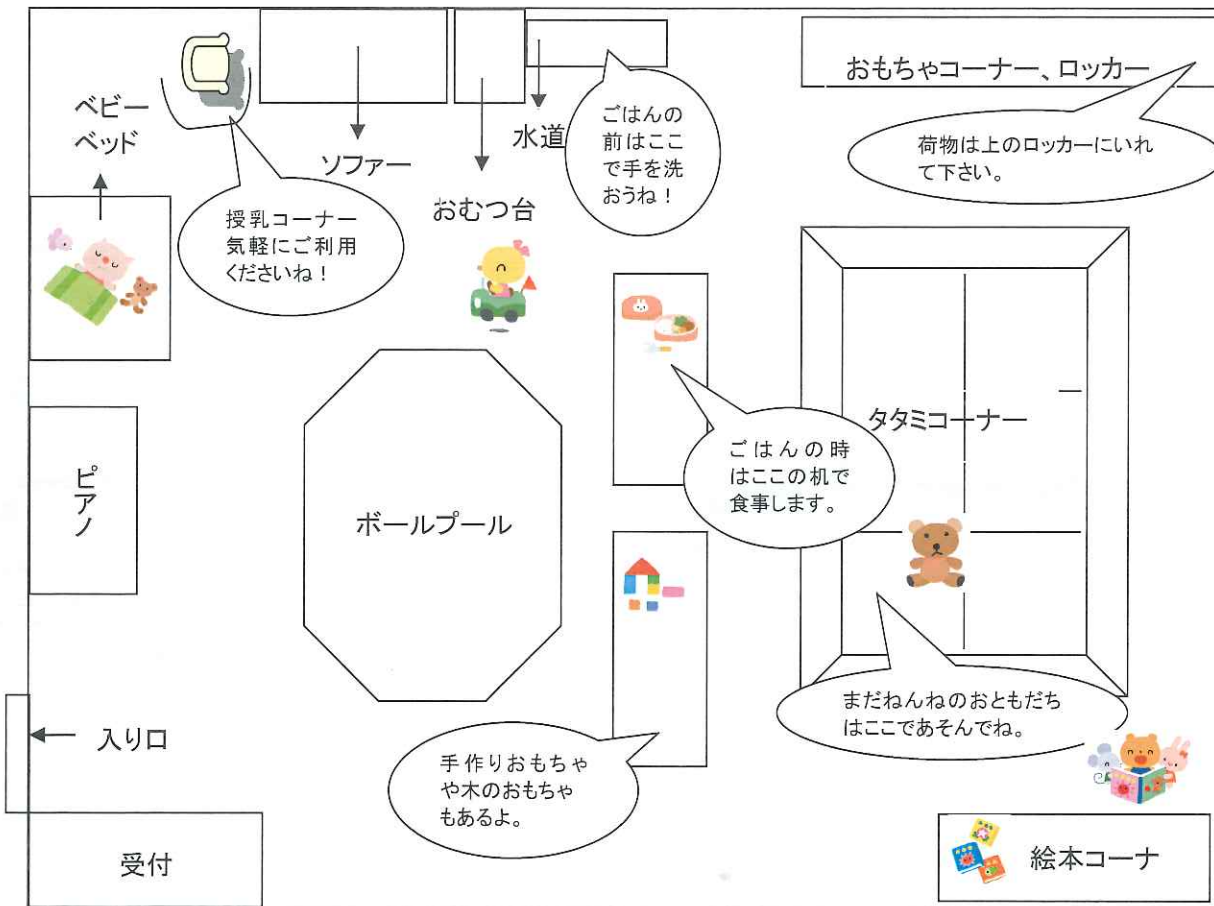 おもちゃコーナー、ロッカー
荷物は上のロッカーにいれ
て下さい。
ベビー
ベッド
ソファー
おむつ台
水道
ごはんの
前はここ
で手を洗
おうね！
授乳コーナー
気軽にご利用
くださいね！
ピアノ
ボールプール
ごはんの時
はここの机で
食事します。
タタミコーナー
まだねんねのおともだち
はここであそんでね。
手作りおもちゃ
や木のおもちゃ
もあるよ。
入り口
受付
絵本コーナ